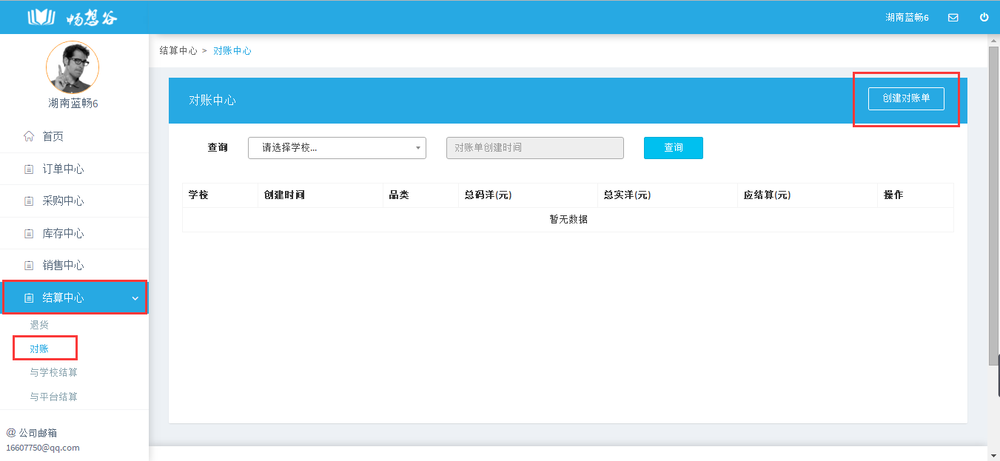 畅想谷
湖南蓝畅6
湖南蓝畅6
首页
订单中心
采购中心
库存中心
销售中心
结算中心
退货
对账
与学校结算
与平台结算
@ 公司邮箱
16607750@qq.com
结算中心 > 对账中心
对账中心
创建对账单
查询 请选择学校... 对账单创建时间 查询
学校 创建时间 品类 总码洋(元) 总实洋(元) 应结算(元) 操作
暂无数据